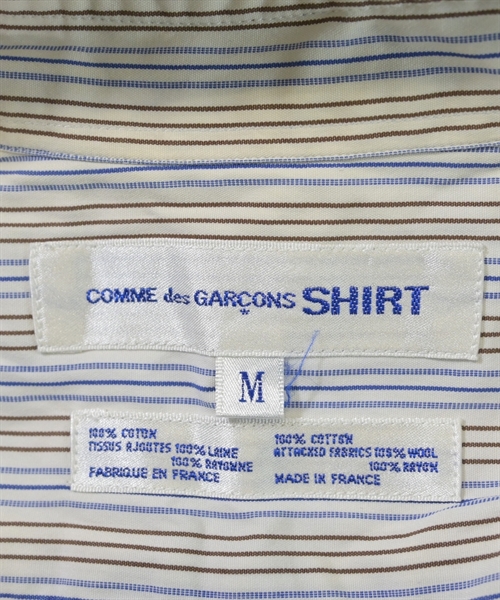 COMME des GARÇONS SHIRT
*
M
100% COTON
TISSUS AJOUTES 100% LAINE
100% RAYONNE
FABRIQUE EN FRANCE
100% COTTON
ATTACHED FABRICS 100% WOOL
100% RAYON
MADE IN FRANCE